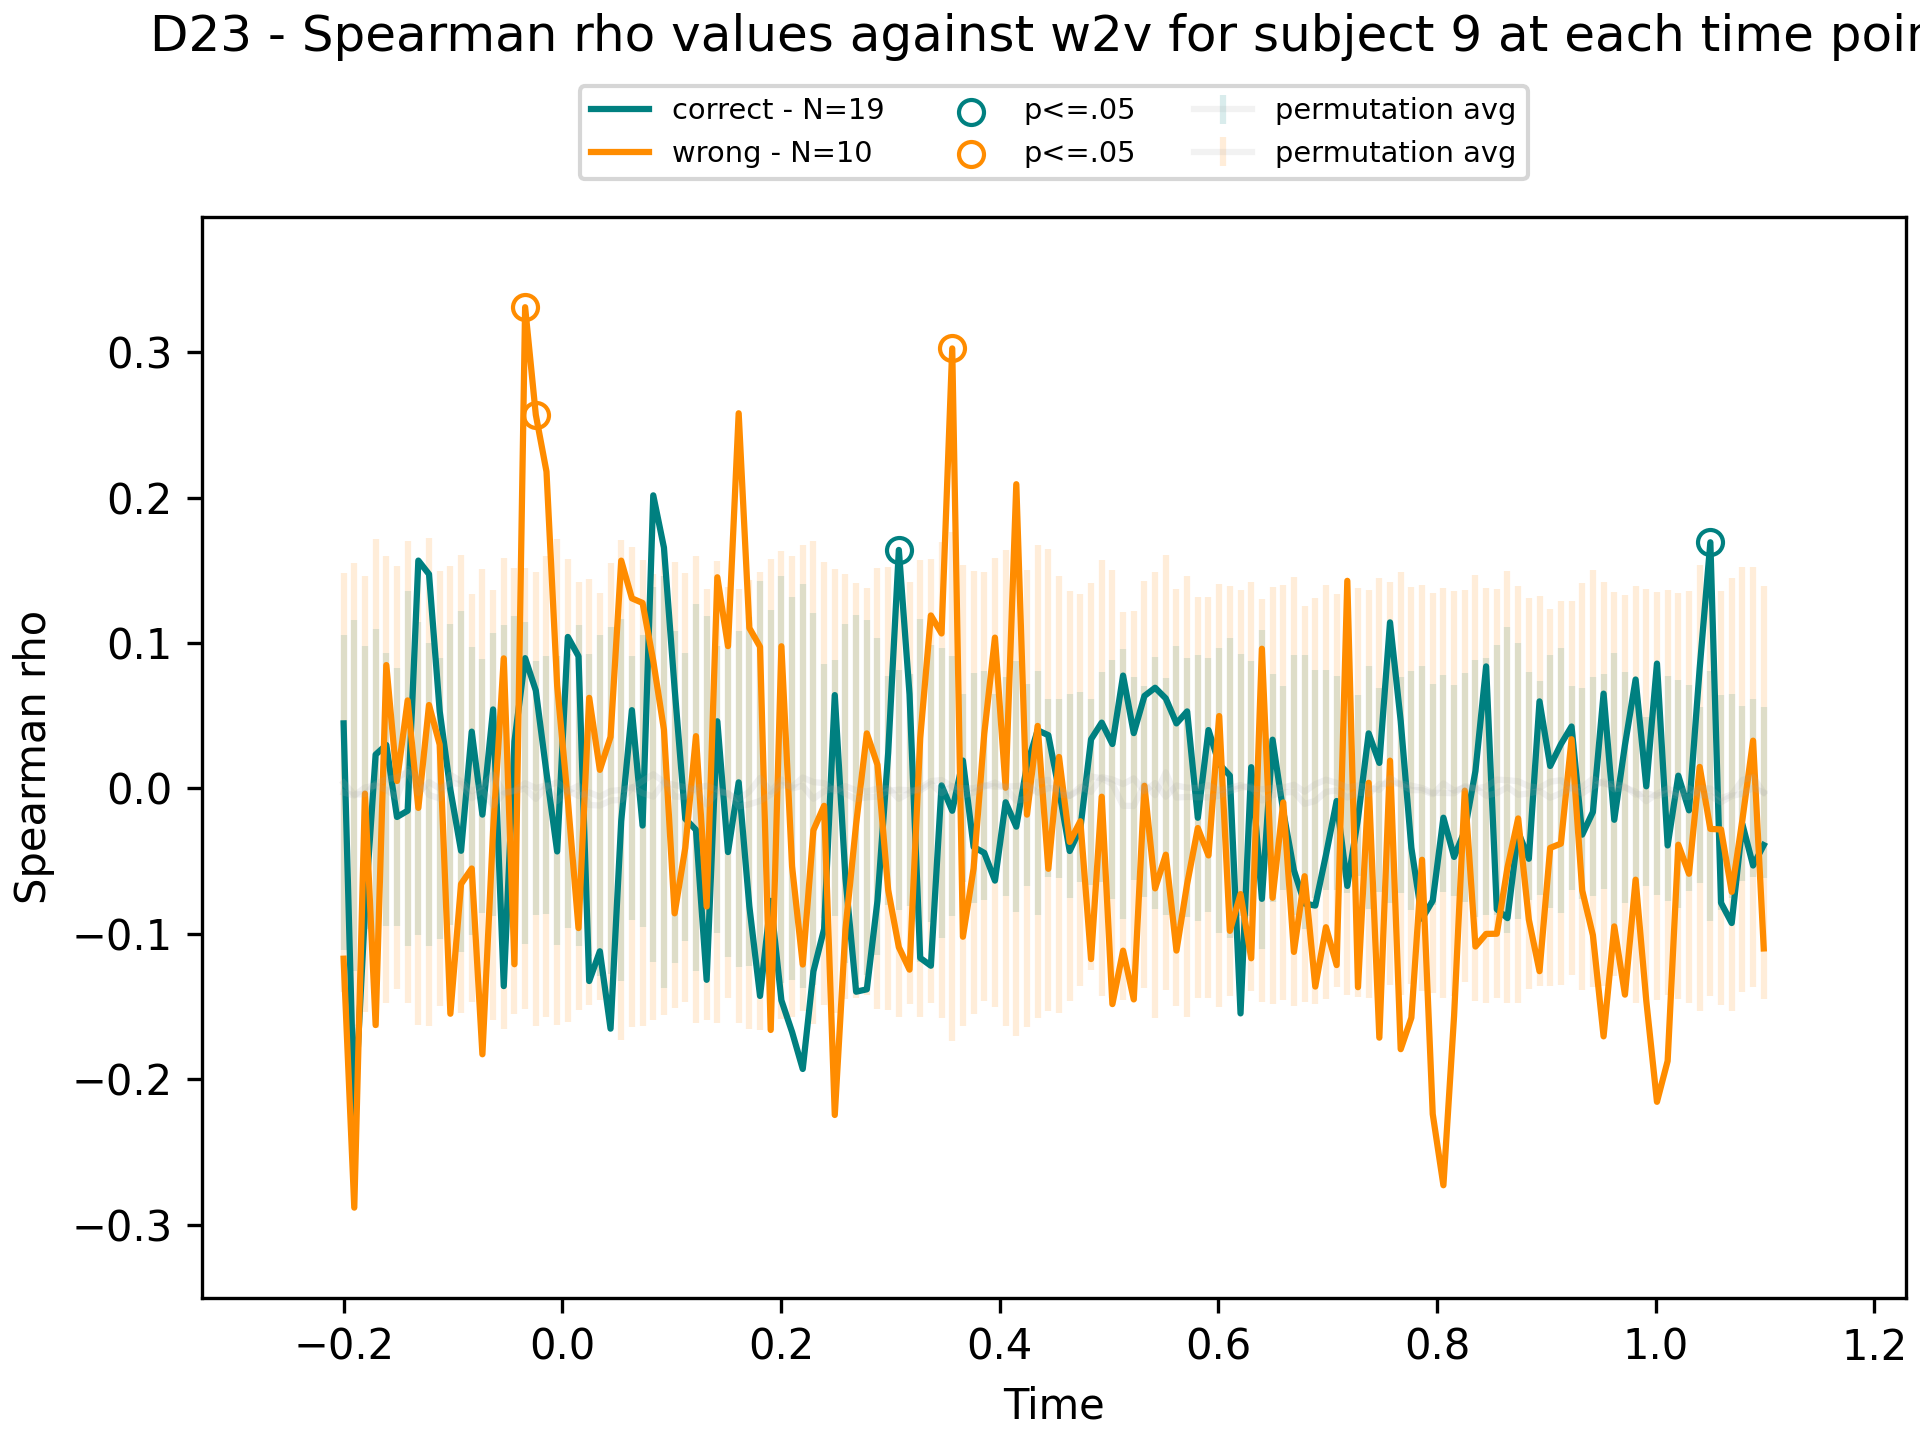 D23 - Spearman rho values against w2v for subject 9 at each time
correct - N=19 p<=.05 permutation avg
wrong - N=10 p<=.05 permutation avg
0.3
0.2
0.1
0.0
−0.1
−0.2
−0.3
Spearman rho
−0.2 0.0 0.2 0.4 0.6 0.8 1.0 1.2
Time